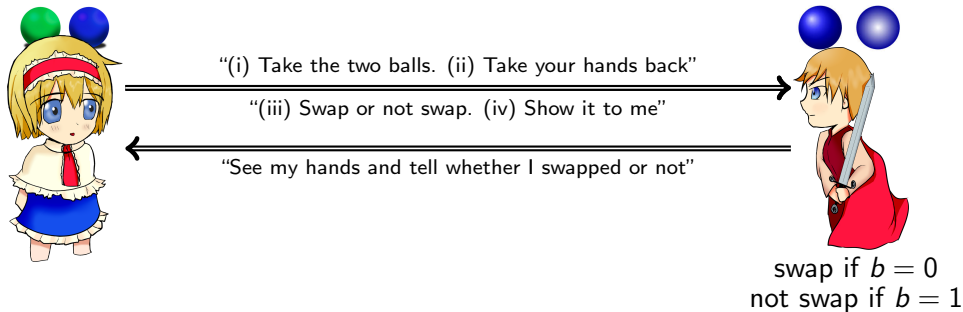 “(i) Take the two balls. (ii) Take your hands back”
“(iii) Swap or not swap. (iv) Show it to me”
“See my hands and tell whether I swapped or not”
swap if b = 0
not swap if b = 1